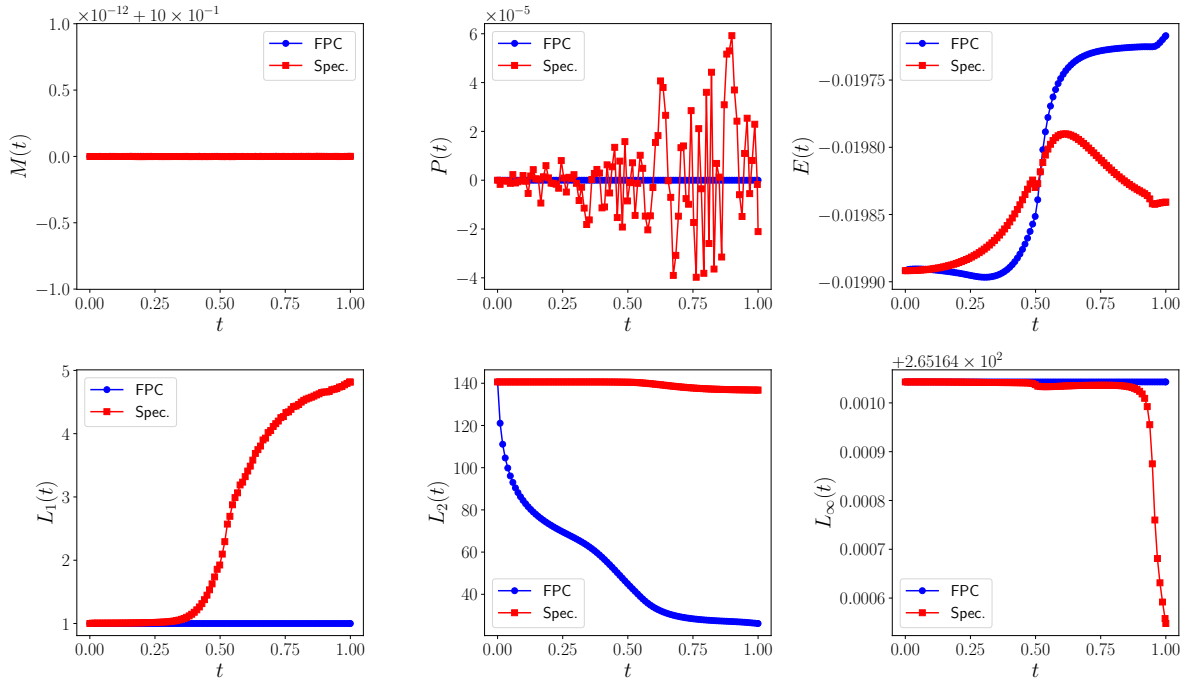 ×10⁻¹² + 10 × 10⁻¹
1.0
0.5
0.0
−0.5
−1.0
M(t)
FPC
Spec.
0.00 0.25 0.50 0.75 1.00
t
×10⁻⁵
6
4
2
0
−2
−4
P(t)
FPC
Spec.
0.00 0.25 0.50 0.75 1.00
t
−0.01975
−0.01980
−0.01985
−0.01990
E(t)
FPC
Spec.
0.00 0.25 0.50 0.75 1.00
t
5
4
3
2
1
L₁(t)
FPC
Spec.
0.00 0.25 0.50 0.75 1.00
t
140
120
100
80
60
40
L₂(t)
FPC
Spec.
0.00 0.25 0.50 0.75 1.00
t
+2.65164 × 10²
0.0010
0.0009
0.0008
0.0007
0.0006
L∞(t)
FPC
Spec.
0.00 0.25 0.50 0.75 1.00
t